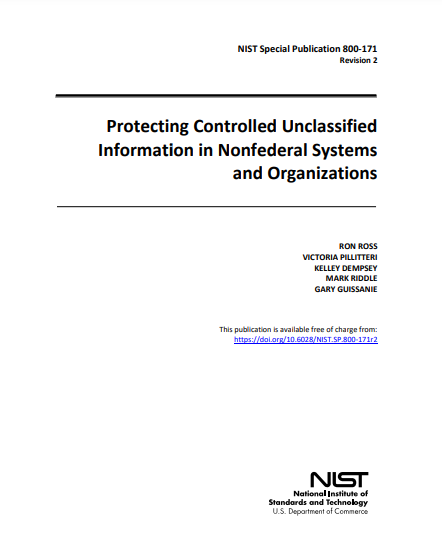 NIST Special Publication 800-171
Revision 2
Protecting Controlled Unclassified
Information in Nonfederal Systems
and Organizations
RON ROSS
VICTORIA PILLITTERI
KELLEY DEMPSEY
MARK RIDDLE
GARY GUISSANIE
This publication is available free of charge from:
https://doi.org/10.6028/NIST.SP.800-171r2
NIST
National Institute of
Standards and Technology
U.S. Department of Commerce